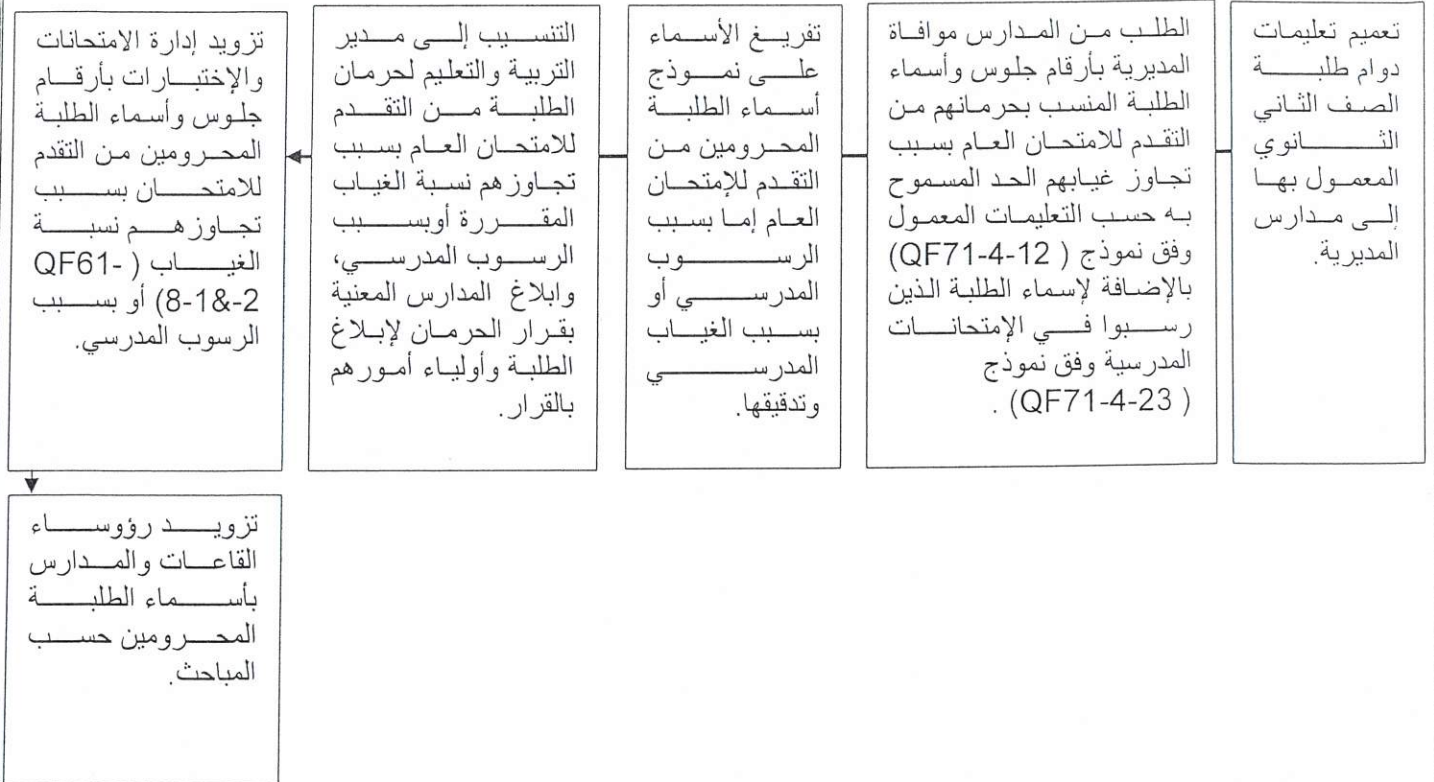 تعميم تعليمات
دوام طلبة
الصف الثاني
الثانوي
المعمول بها
إلى مدارس
المديرية.
الطلب من المدارس موافاة
المديرية بأرقام جلوس وأسماء
الطلبة المنسب بحرمانهم من
التقدم للامتحان العام بسبب
تجاوز غيابهم الحد المسموح
به حسب التعليمات المعمول
وفق نموذج ( QF71-4-12)
بالإضافة لإسماء الطلبة الذين
رسبوا في الإمتحانات
المدرسية وفق نموذج
( QF71-4-23) .
تفريغ الأسماء
على نموذج
أسماء الطلبة
المحرومين من
التقدم للإمتحان
العام إما بسبب
الرسوب
المدرسي أو
بسبب الغياب
المدرسي
وتدقيقها.
التنسيب إلى مدير
التربية والتعليم لحرمان
الطلبة من التقدم
للامتحان العام بسبب
تجاوزهم نسبة الغياب
المقررة أوبسبب
الرسوب المدرسي،
وابلاغ المدارس المعنية
بقرار الحرمان لإبلاغ
الطلبة وأولياء أمورهم
بالقرار.
تزويد إدارة الامتحانات
والإختبارات بأرقام
جلوس وأسماء الطلبة
المحرومين من التقدم
للامتحان بسبب
تجاوزهم نسبة
الغياب ( QF61-
8-1&-2) أو بسبب
الرسوب المدرسي.
تزويد رؤوساء
القاعات والمدارس
بأسماء الطلبة
المحرومين حسب
المباحث.